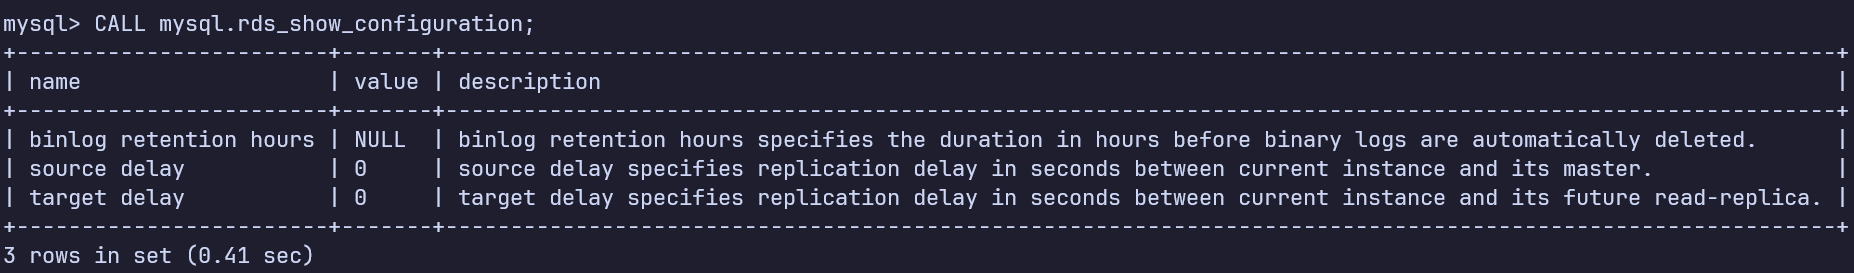 mysql> CALL mysql.rds_show_configuration;
+------------------------+-------+-----------------------------------------------------------------------------------------------------------+
| name                   | value | description                                                                                               |
+------------------------+-------+-----------------------------------------------------------------------------------------------------------+
| binlog retention hours | NULL  | binlog retention hours specifies the duration in hours before binary logs are automatically deleted.      |
| source delay           | 0     | source delay specifies replication delay in seconds between current instance and its master.              |
| target delay           | 0     | target delay specifies replication delay in seconds between current instance and its future read-replica. |
+------------------------+-------+-----------------------------------------------------------------------------------------------------------+
3 rows in set (0.41 sec)